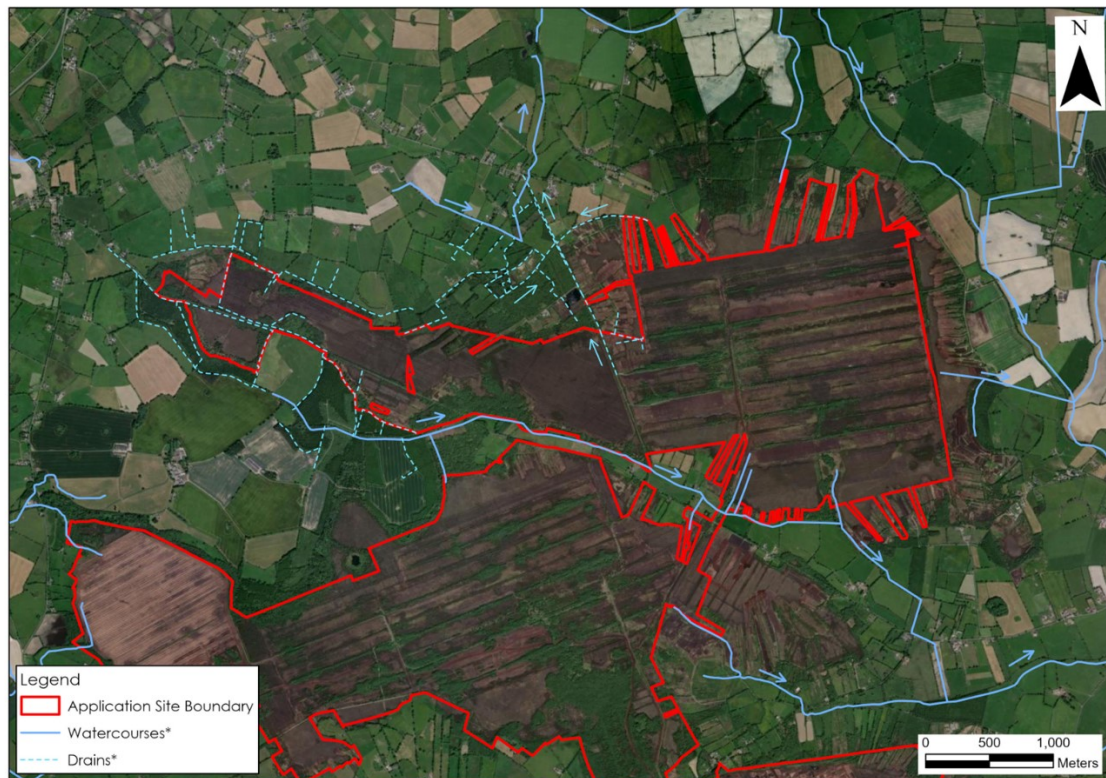 N
Legend
Application Site Boundary
Watercourses*
Drains*
0 500 1,000
Meters